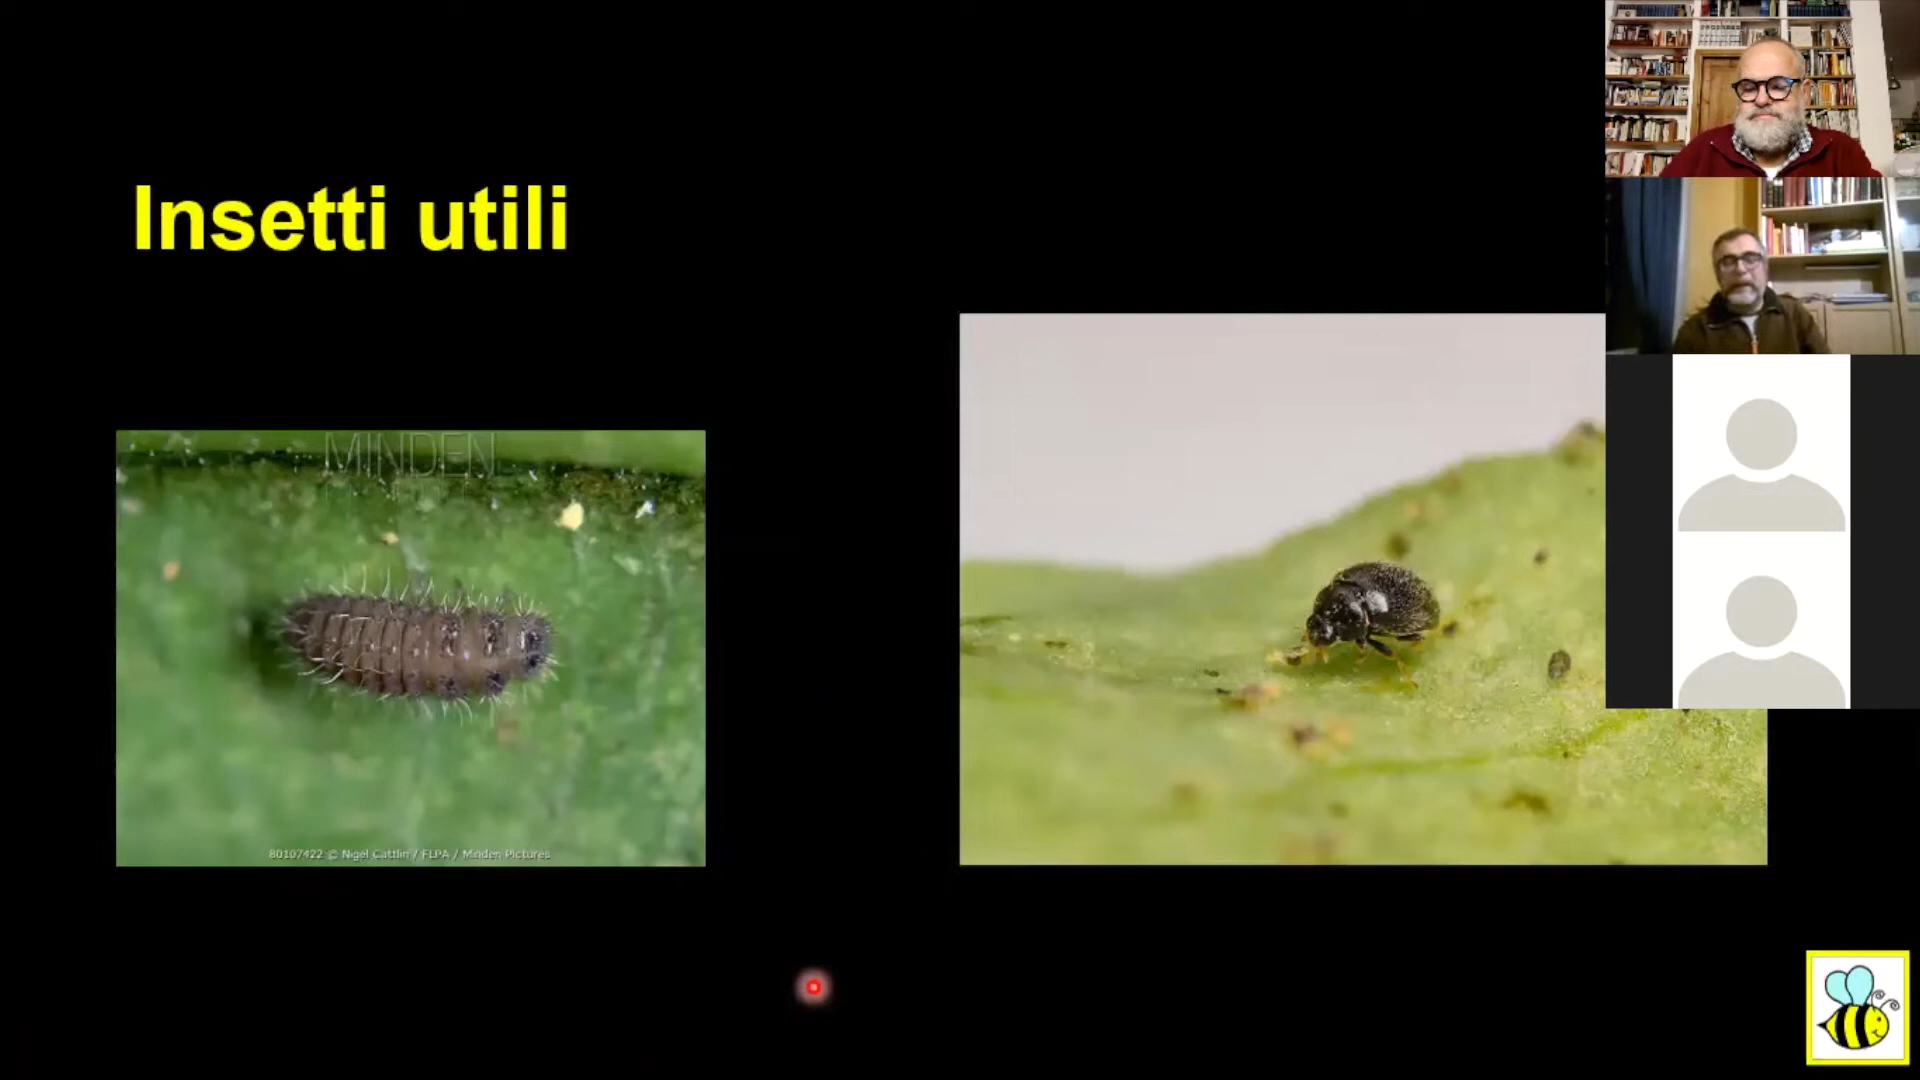 Insetti utili
MINDEN
80107422 © Nigel Cattlin / FLPA / Minden Pictures